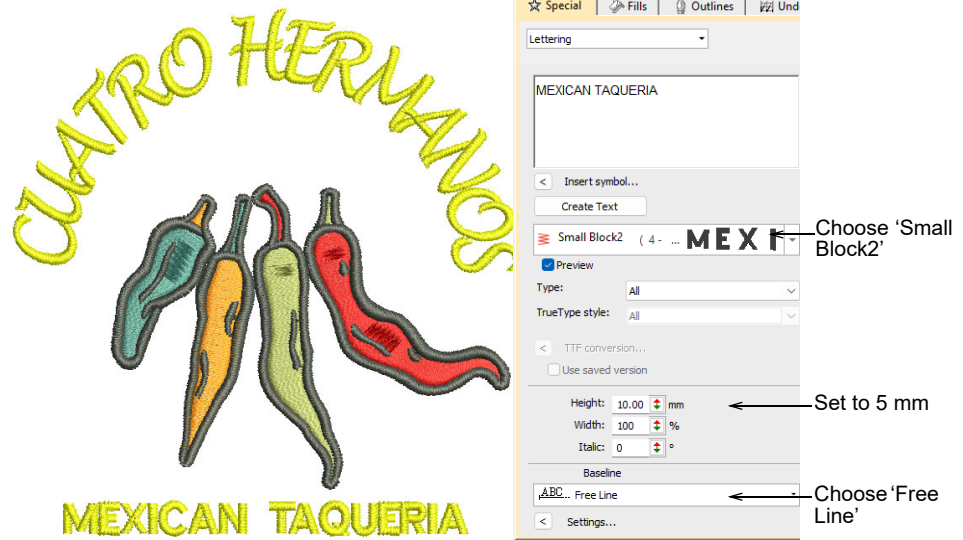 CUATRO HERMANOS
MEXICAN TAQUERIA
Special Fills Outlines Und
Lettering
MEXICAN TAQUERIA
< Insert symbol...
Create Text
Small Block2 ( 4 - ... MEXI
Preview
Type: All
TrueType style: All
< TTF conversion...
Use saved version
Height: 10.00 mm
Width: 100 %
Italic: 0 °
Baseline
ABC... Free Line
< Settings...
Choose ‘Small
Block2’
Set to 5 mm
Choose ‘Free
Line’